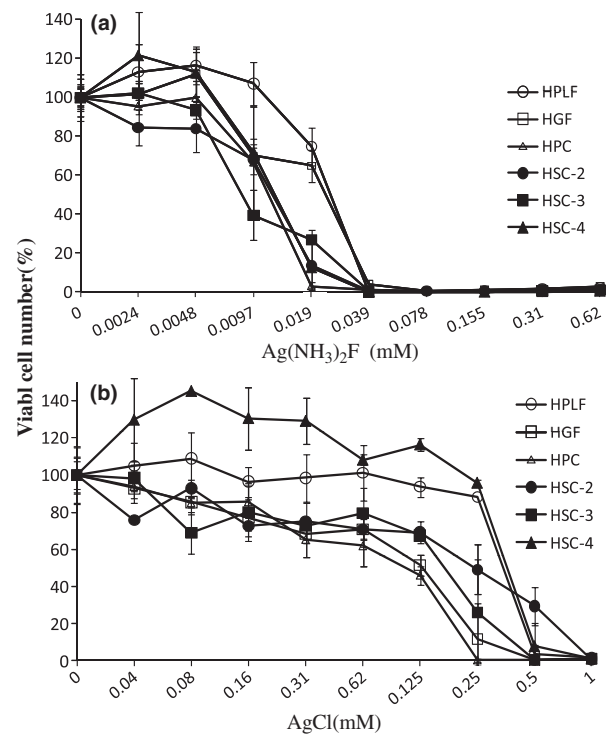 (a)
140
120
100
80
60
40
20
0
HPLF
HGF
HPC
HSC-2
HSC-3
HSC-4
0 0.0024 0.0048 0.0097 0.019 0.039 0.078 0.155 0.31 0.62
Ag(NH3)2F (mM)
Viabl cell number(%)
(b)
140
120
100
80
60
40
20
0
HPLF
HGF
HPC
HSC-2
HSC-3
HSC-4
0 0.04 0.08 0.16 0.31 0.62 0.125 0.25 0.5 1
AgCl(mM)